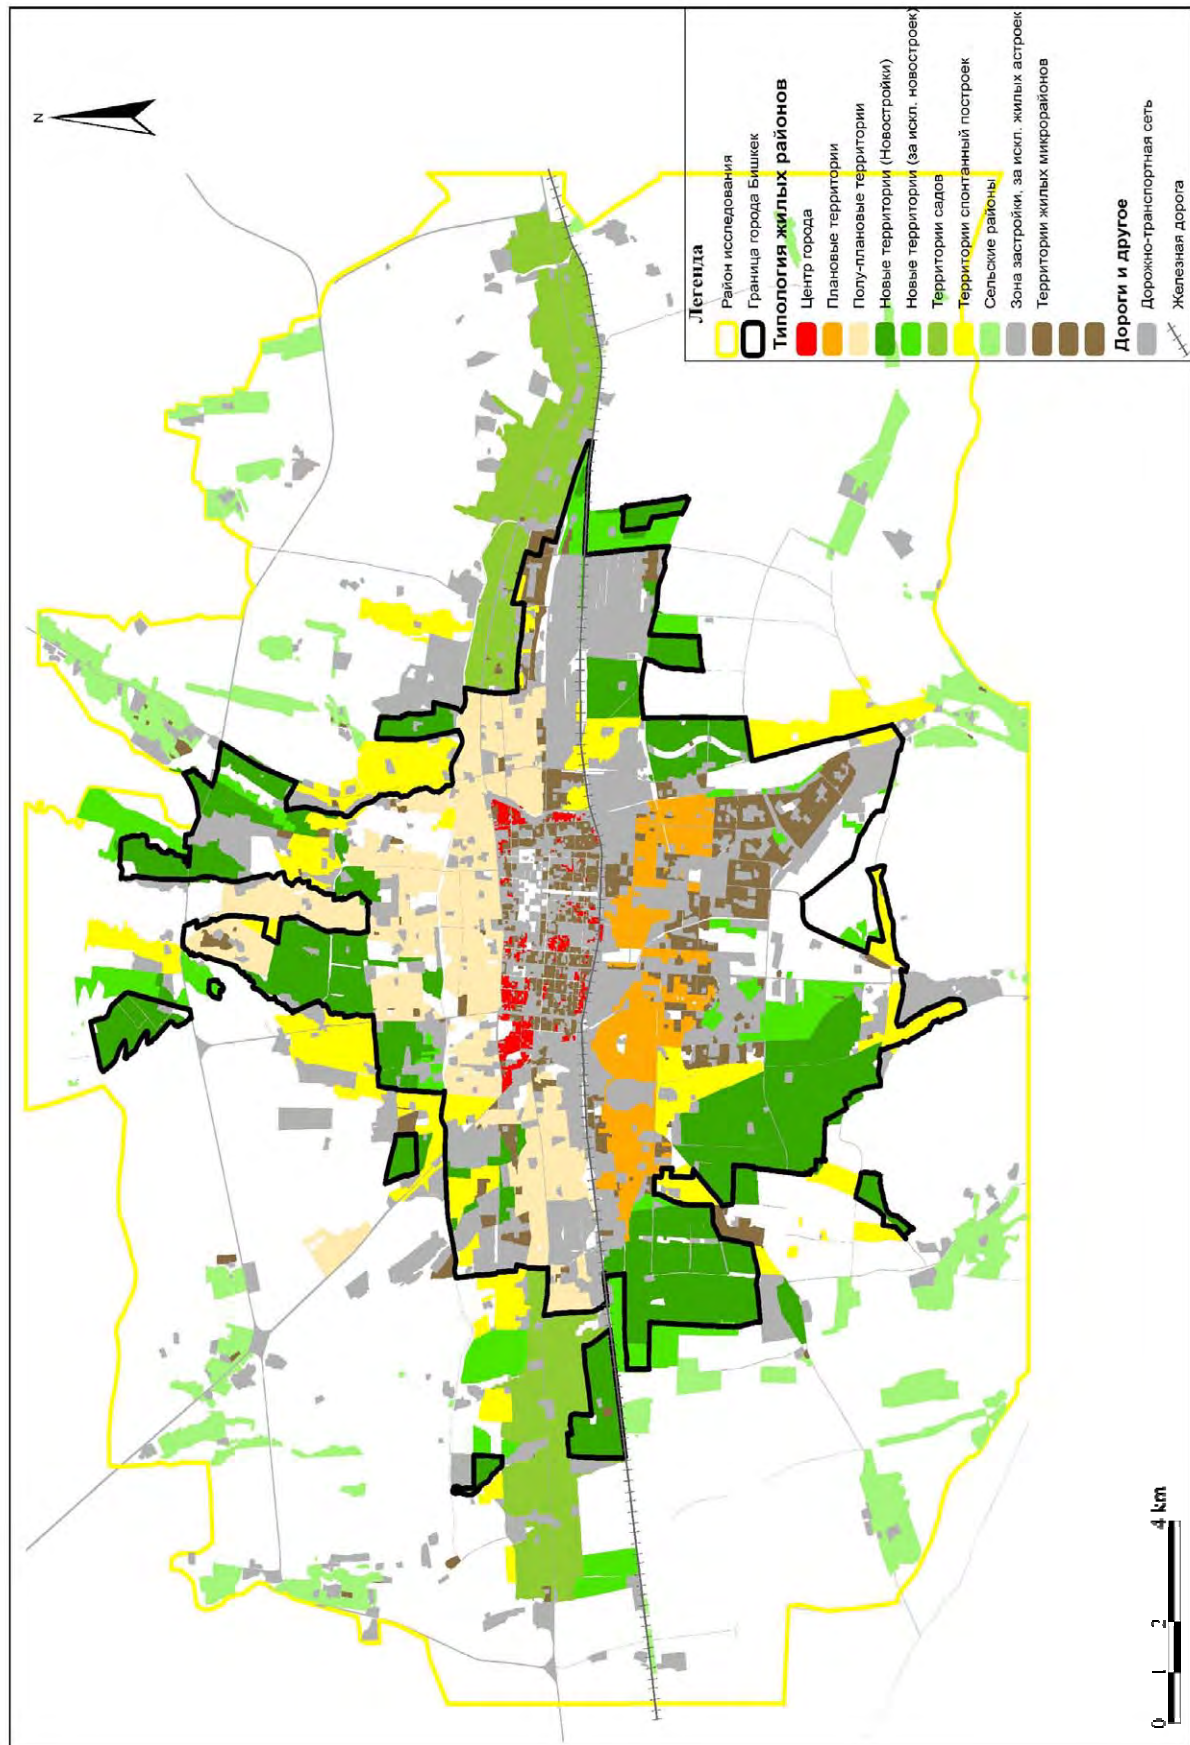 N
Легенда
Район исследования
Граница города Бишкек
Типология жилых районов
Центр города
Плановые территории
Полу-плановые территории
Новые территории (Новостройки)
Новые территории (за искл. новостроек)
Территории садов
Территории спонтанный построек
Сельские районы
Зона застройки, за искл. жилых астроек
Территории жилых микрорайонов
Дороги и другое
Дорожно-транспортная сеть
Железная дорога
0 1 2 4 km